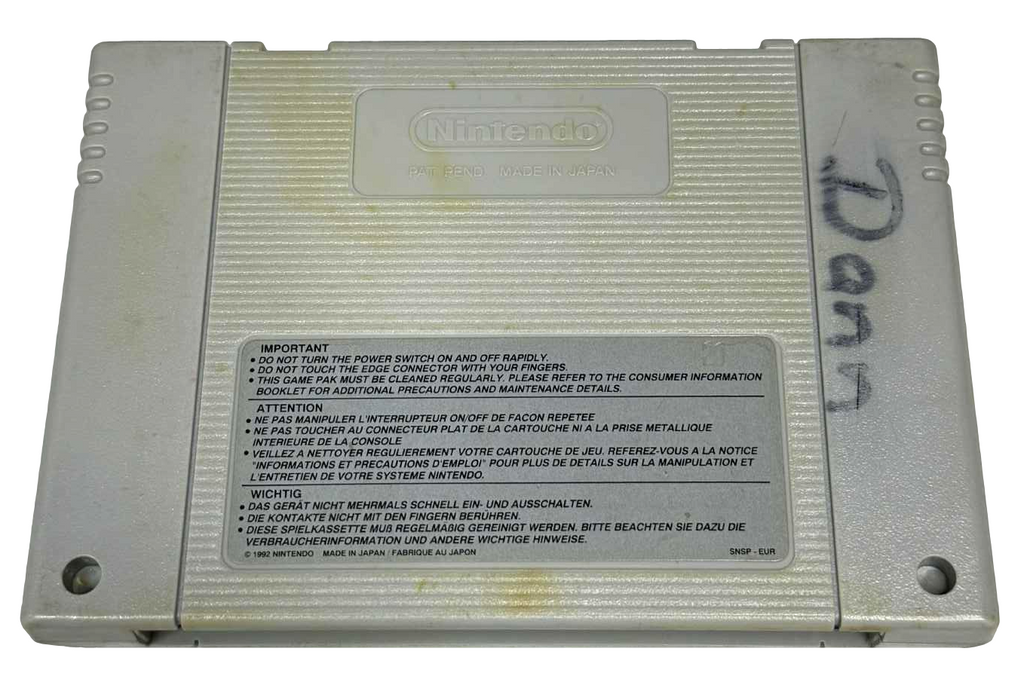 Nintendo
PAT. PEND. MADE IN JAPAN
Dann
IMPORTANT
• DO NOT TURN THE POWER SWITCH ON AND OFF RAPIDLY.
• DO NOT TOUCH THE EDGE CONNECTOR WITH YOUR FINGERS.
• THIS GAME PAK MUST BE CLEANED REGULARLY. PLEASE REFER TO THE CONSUMER INFORMATION
BOOKLET FOR ADDITIONAL PRECAUTIONS AND MAINTENANCE DETAILS.
ATTENTION
• NE PAS MANIPULER L'INTERRUPTEUR ON/OFF DE FACON REPETEE
• NE PAS TOUCHER AU CONNECTEUR PLAT DE LA CARTOUCHE NI A LA PRISE METALLIQUE
INTERIEURE DE LA CONSOLE
• VEILLEZ A NETTOYER REGULIEREMENT VOTRE CARTOUCHE DE JEU. REFEREZ-VOUS A LA NOTICE
"INFORMATIONS ET PRECAUTIONS D'EMPLOI" POUR PLUS DE DETAILS SUR LA MANIPULATION ET
L'ENTRETIEN DE VOTRE SYSTEME NINTENDO.
WICHTIG
• DAS GERÄT NICHT MEHRMALS SCHNELL EIN- UND AUSSCHALTEN.
• DIE KONTAKTE NICHT MIT DEN FINGERN BERÜHREN.
• DIESE SPIELKASSETTE MUß REGELMÄßIG GEREINIGT WERDEN. BITTE BEACHTEN SIE DAZU DIE
VERBRAUCHERINFORMATION UND ANDERE WICHTIGE HINWEISE.
© 1992 NINTENDO MADE IN JAPAN / FABRIQUE AU JAPON SNSP - EUR